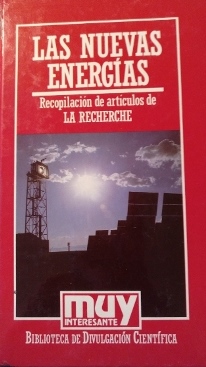 LAS NUEVAS
ENERGÍAS
Recopilación de artículos de
LA RECHERCHE
muy
INTERESANTE
BIBLIOTECA DE DIVULGACIÓN CIENTÍFICA